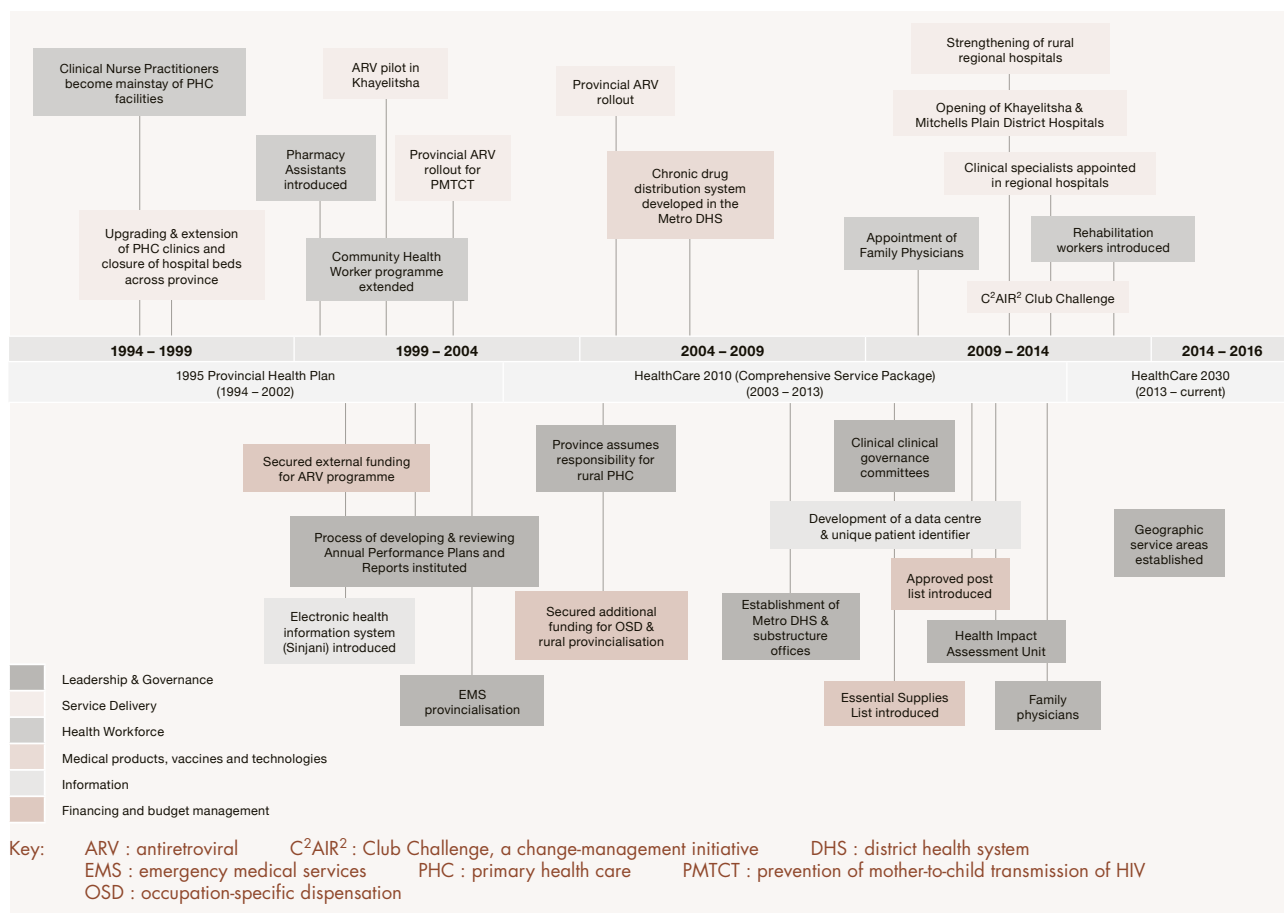 Clinical Nurse Practitioners
become mainstay of PHC
facilities
Upgrading & extension
of PHC clinics and
closure of hospital beds
across province
ARV pilot in
Khayelitsha
Pharmacy
Assistants
introduced
Provincial ARV
rollout for
PMTCT
Community Health
Worker programme
extended
Provincial ARV
rollout
Chronic drug
distribution system
developed in the
Metro DHS
Strengthening of rural
regional hospitals
Opening of Khayelitsha &
Mitchells Plain District Hospitals
Clinical specialists appointed
in regional hospitals
Appointment of
Family Physicians
Rehabilitation
workers introduced
C²AIR² Club Challenge
1994 – 1999
1999 – 2004
2004 – 2009
2009 – 2014
2014 – 2016
1995 Provincial Health Plan
(1994 – 2002)
HealthCare 2010 (Comprehensive Service Package)
(2003 – 2013)
HealthCare 2030
(2013 – current)
Secured external funding
for ARV programme
Process of developing & reviewing
Annual Performance Plans and
Reports instituted
Electronic health
information system
(Sinjani) introduced
EMS
provincialisation
Province assumes
responsibility for
rural PHC
Secured additional
funding for OSD &
rural provincialisation
Clinical clinical
governance
committees
Development of a data centre
& unique patient identifier
Approved post
list introduced
Establishment of
Metro DHS &
substructure
offices
Health Impact
Assessment Unit
Essential Supplies
List introduced
Family
physicians
Geographic
service areas
established
Leadership & Governance
Service Delivery
Health Workforce
Medical products, vaccines and technologies
Information
Financing and budget management
Key: ARV : antiretroviral C²AIR² : Club Challenge, a change-management initiative DHS : district health system
EMS : emergency medical services PHC : primary health care PMTCT : prevention of mother-to-child transmission of HIV
OSD : occupation-specific dispensation